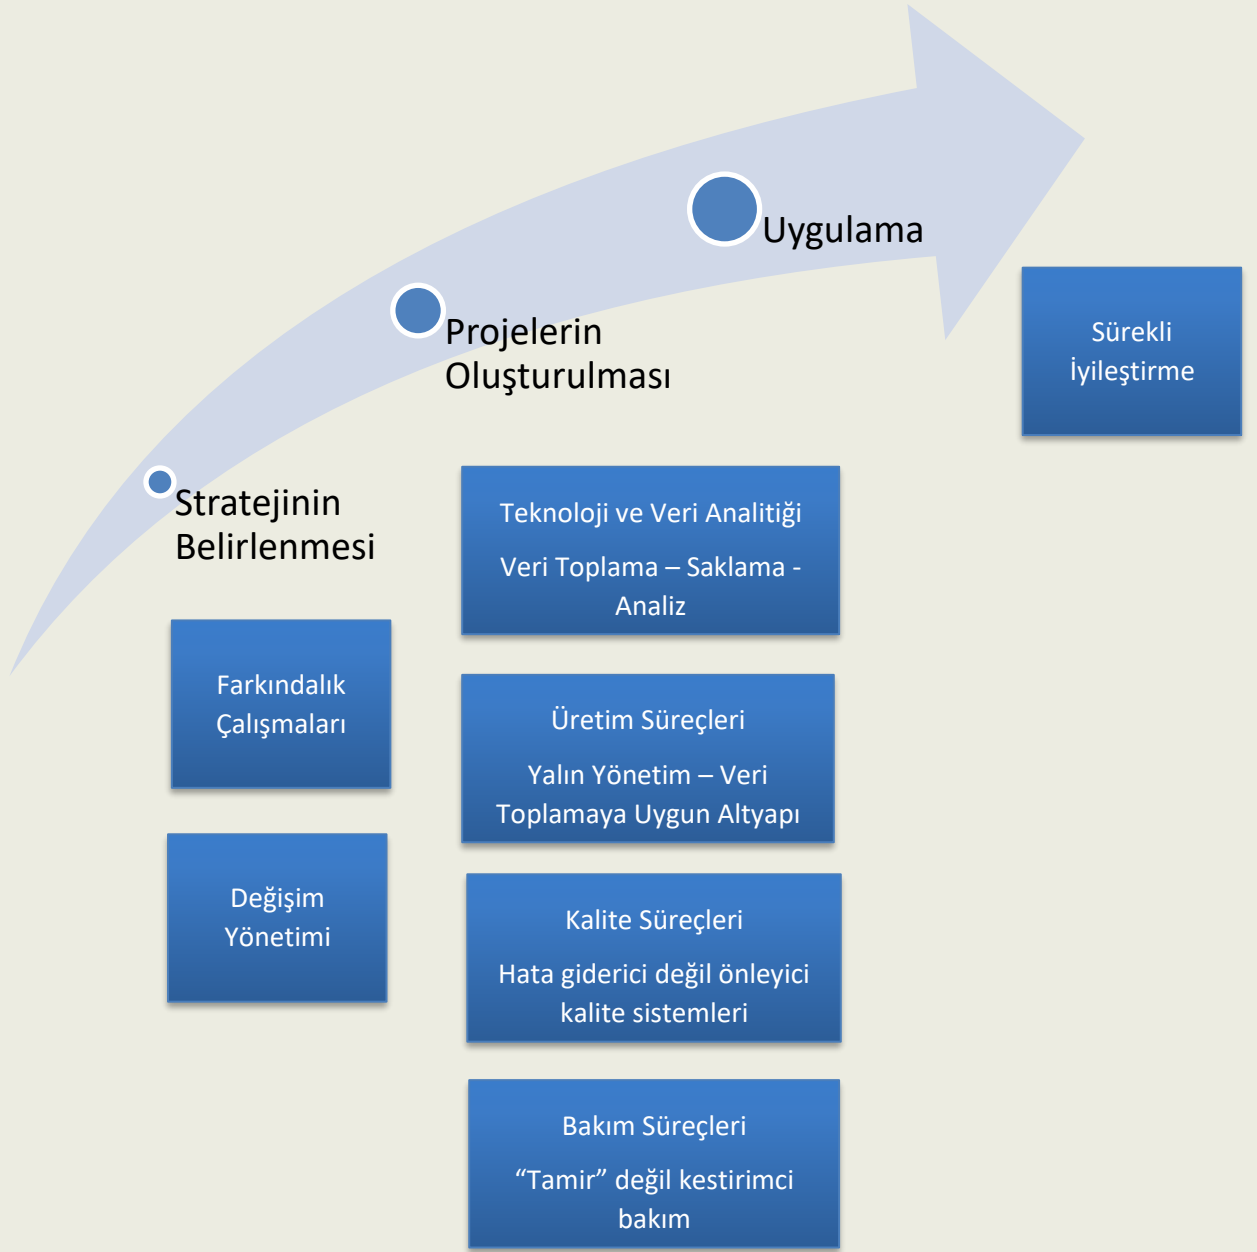 Uygulama
Projelerin
Oluşturulması
Stratejinin
Belirlenmesi
Sürekli
İyileştirme
Farkındalık
Çalışmaları
Değişim
Yönetimi
Teknoloji ve Veri Analitiği
Veri Toplama – Saklama -
Analiz
Üretim Süreçleri
Yalın Yönetim – Veri
Toplamaya Uygun Altyapı
Kalite Süreçleri
Hata giderici değil önleyici
kalite sistemleri
Bakım Süreçleri
“Tamir” değil kestirimci
bakım